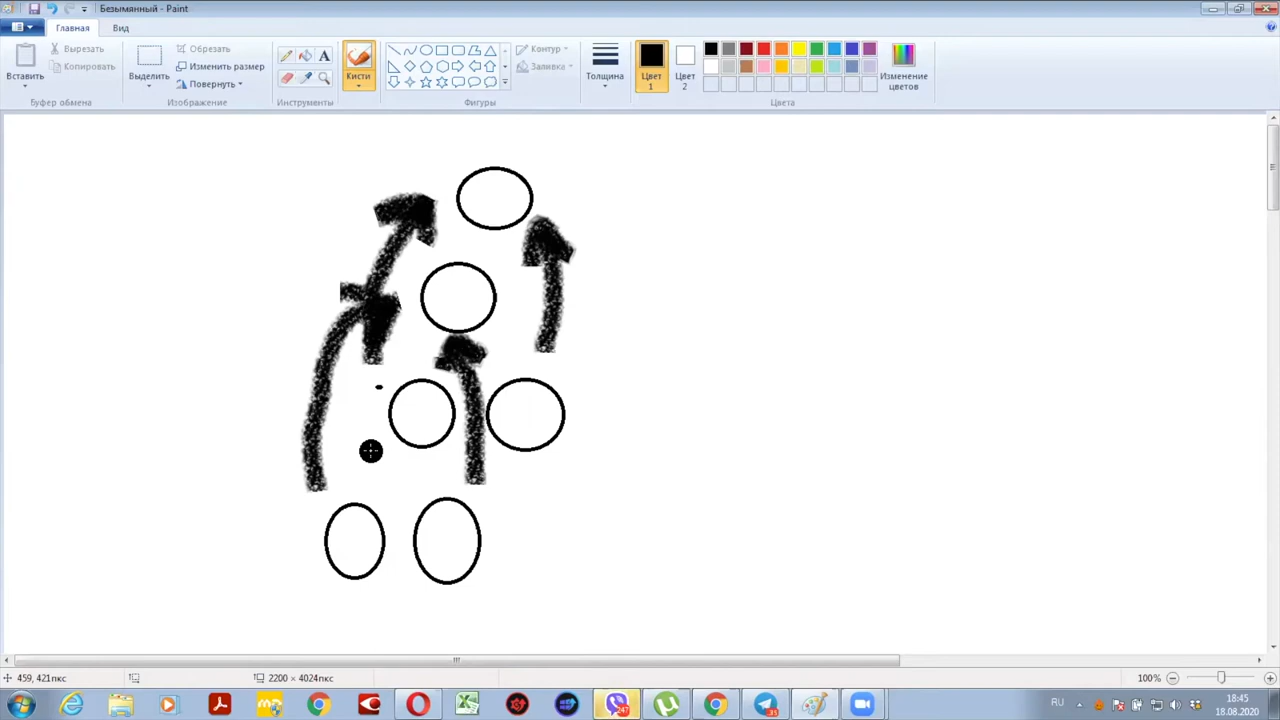 Безымянный - Paint
Главная Вид
Вставить
Вырезать
Копировать
Буфер обмена
Выделить
Обрезать
Изменить размер
Повернуть
Изображение
A
Инструменты
Кисти
Контур
Заливка
Фигуры
Толщина
Цвет 1
Цвет 2
Изменение цветов
Цвета
459, 421пкс
2200 × 4024пкс
100%
RU
18:45
18.08.2020